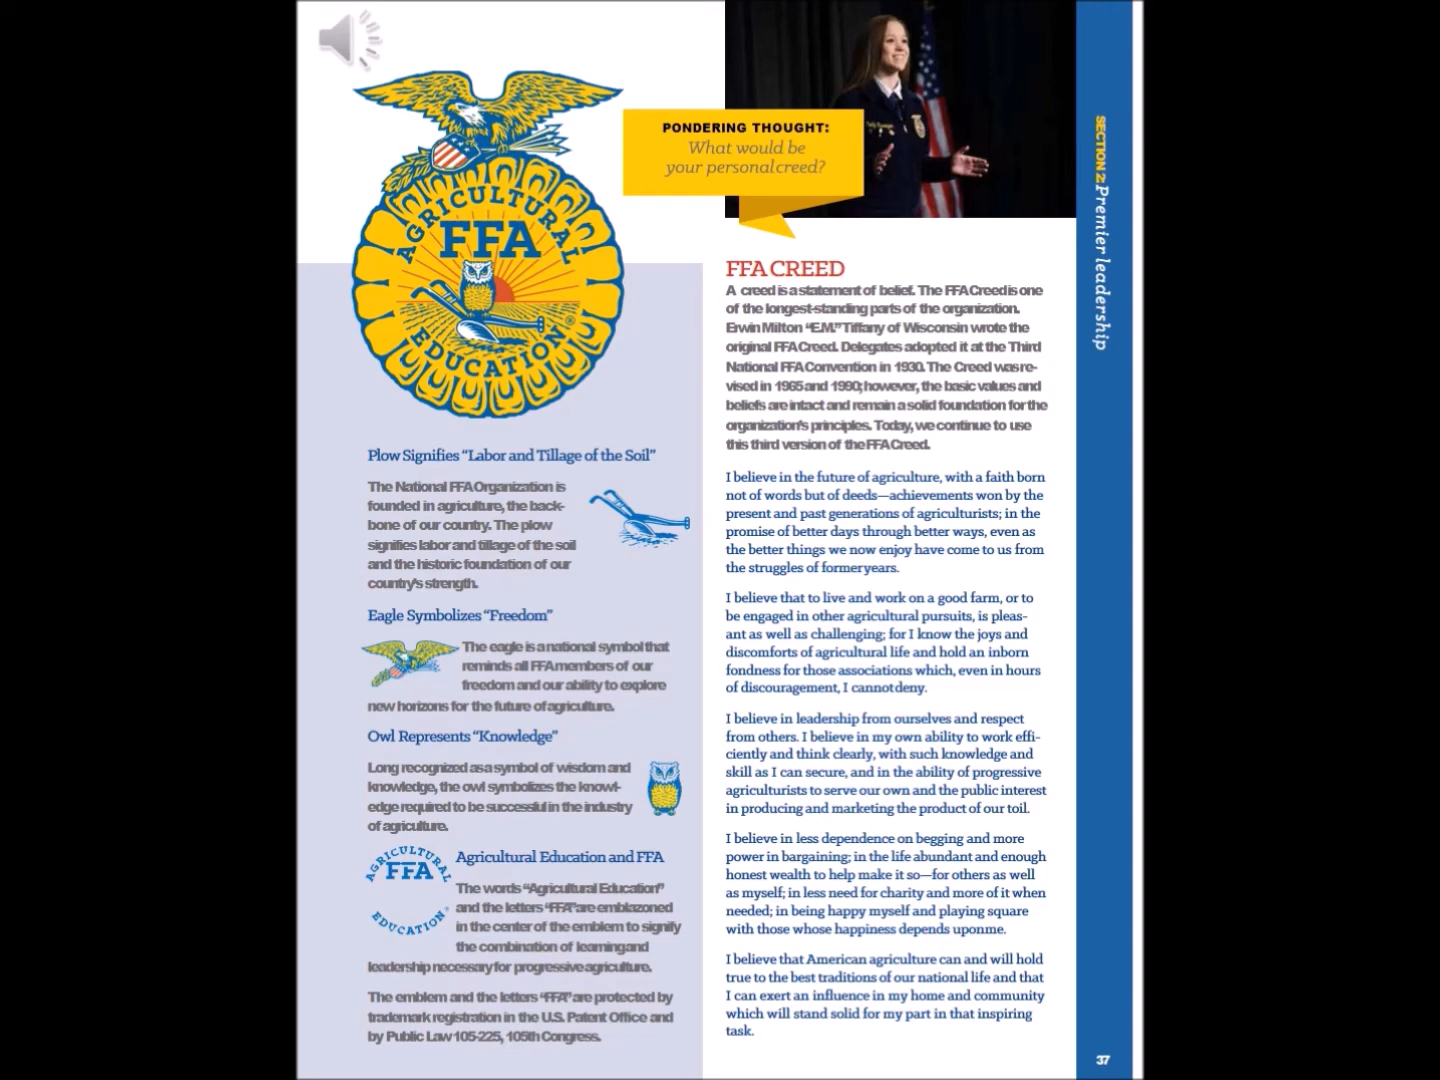 AGRICULTURAL
FFA
EDUCATION
®
Plow Signifies “Labor and Tillage of the Soil”
The National FFA Organization is
founded in agriculture, the back-
bone of our country. The plow
signifies labor and tillage of the soil
and the historic foundation of our
country’s strength.
Eagle Symbolizes “Freedom”
The eagle is a national symbol that
reminds all FFA members of our
freedom and our ability to explore
new horizons for the future of agriculture.
Owl Represents “Knowledge”
Long recognized as a symbol of wisdom and
knowledge, the owl symbolizes the knowl-
edge required to be successful in the industry
of agriculture.
AGRICULTURAL
FFA
EDUCATION
Agricultural Education and FFA
The words “Agricultural Education”
and the letters “FFA” are emblazoned
in the center of the emblem to signify
the combination of learning and
leadership necessary for progressive agriculture.
The emblem and the letters “FFA” are protected by
trademark registration in the U.S. Patent Office and
by Public Law 105-225, 105th Congress.
PONDERING THOUGHT:
What would be
your personal creed?
FFA CREED
A creed is a statement of belief. The FFA Creed is one
of the longest-standing parts of the organization.
Erwin Milton “E.M.” Tiffany of Wisconsin wrote the
original FFA Creed. Delegates adopted it at the Third
National FFA Convention in 1930. The Creed was re-
vised in 1965 and 1990; however, the basic values and
beliefs are intact and remain a solid foundation for the
organization’s principles. Today, we continue to use
this third version of the FFA Creed.
I believe in the future of agriculture, with a faith born
not of words but of deeds—achievements won by the
present and past generations of agriculturists; in the
promise of better days through better ways, even as
the better things we now enjoy have come to us from
the struggles of former years.
I believe that to live and work on a good farm, or to
be engaged in other agricultural pursuits, is pleas-
ant as well as challenging; for I know the joys and
discomforts of agricultural life and hold an inborn
fondness for those associations which, even in hours
of discouragement, I cannot deny.
I believe in leadership from ourselves and respect
from others. I believe in my own ability to work effi-
ciently and think clearly, with such knowledge and
skill as I can secure, and in the ability of progressive
agriculturists to serve our own and the public interest
in producing and marketing the product of our toil.
I believe in less dependence on begging and more
power in bargaining; in the life abundant and enough
honest wealth to help make it so—for others as well
as myself; in less need for charity and more of it when
needed; in being happy myself and playing square
with those whose happiness depends upon me.
I believe that American agriculture can and will hold
true to the best traditions of our national life and that
I can exert an influence in my home and community
which will stand solid for my part in that inspiring
task.
SECTION 2: Premier leadership
37